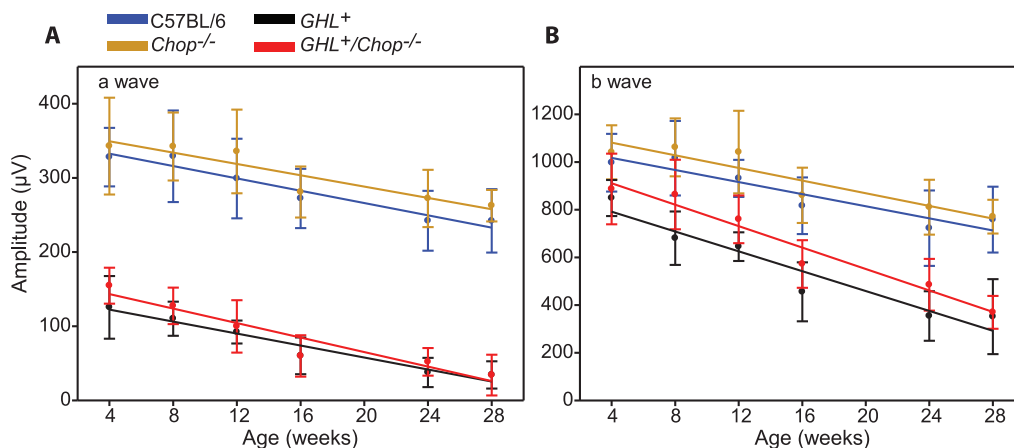 C57BL/6 GHL+
A Chop-/- GHL+/Chop-/- B
a wave b wave
Amplitude (µV)
400
300
200
100
0
1200
1000
800
600
400
200
0
4 8 12 16 20 24 28 4 8 12 16 20 24 28
Age (weeks) Age (weeks)